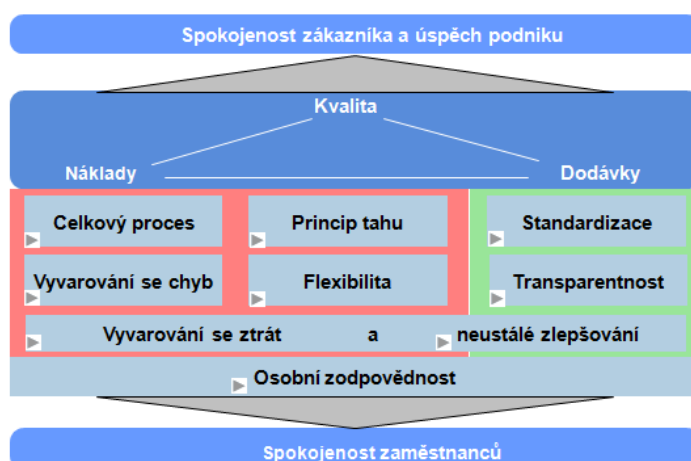 Spokojenost zákazníka a úspěch podniku
Kvalita
Náklady Dodávky
Celkový proces Princip tahu Standardizace
Vyvarování se chyb Flexibilita Transparentnost
Vyvarování se ztrát a neustálé zlepšování
Osobní zodpovědnost
Spokojenost zaměstnanců